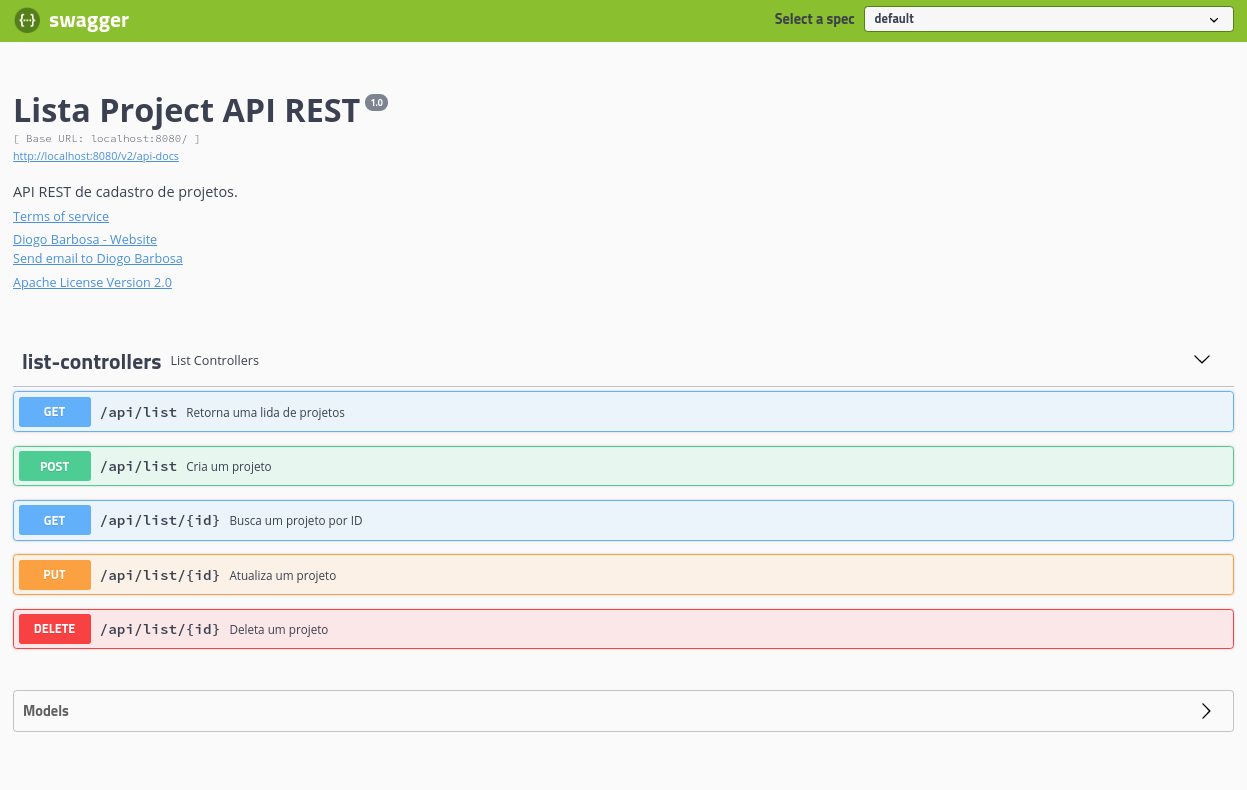 swagger
Select a spec default
Lista Project API REST 1.0
[ Base URL: localhost:8080/ ]
http://localhost:8080/v2/api-docs
API REST de cadastro de projetos.
Terms of service
Diogo Barbosa - Website
Send email to Diogo Barbosa
Apache License Version 2.0
list-controllers List Controllers
GET /api/list Retorna uma lida de projetos
POST /api/list Cria um projeto
GET /api/list/{id} Busca um projeto por ID
PUT /api/list/{id} Atualiza um projeto
DELETE /api/list/{id} Deleta um projeto
Models